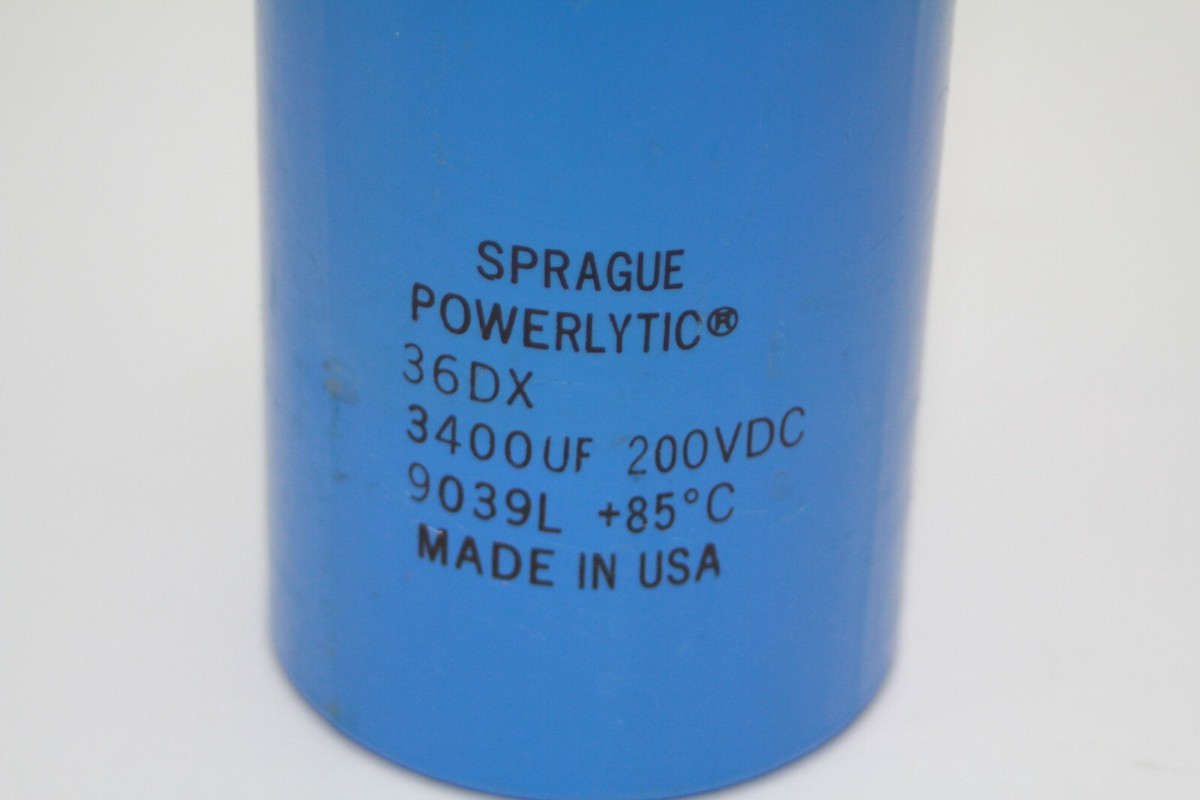 SPRAGUE
POWERLYTIC®
36DX
3400UF 200VDC
9039L +85°C
MADE IN USA